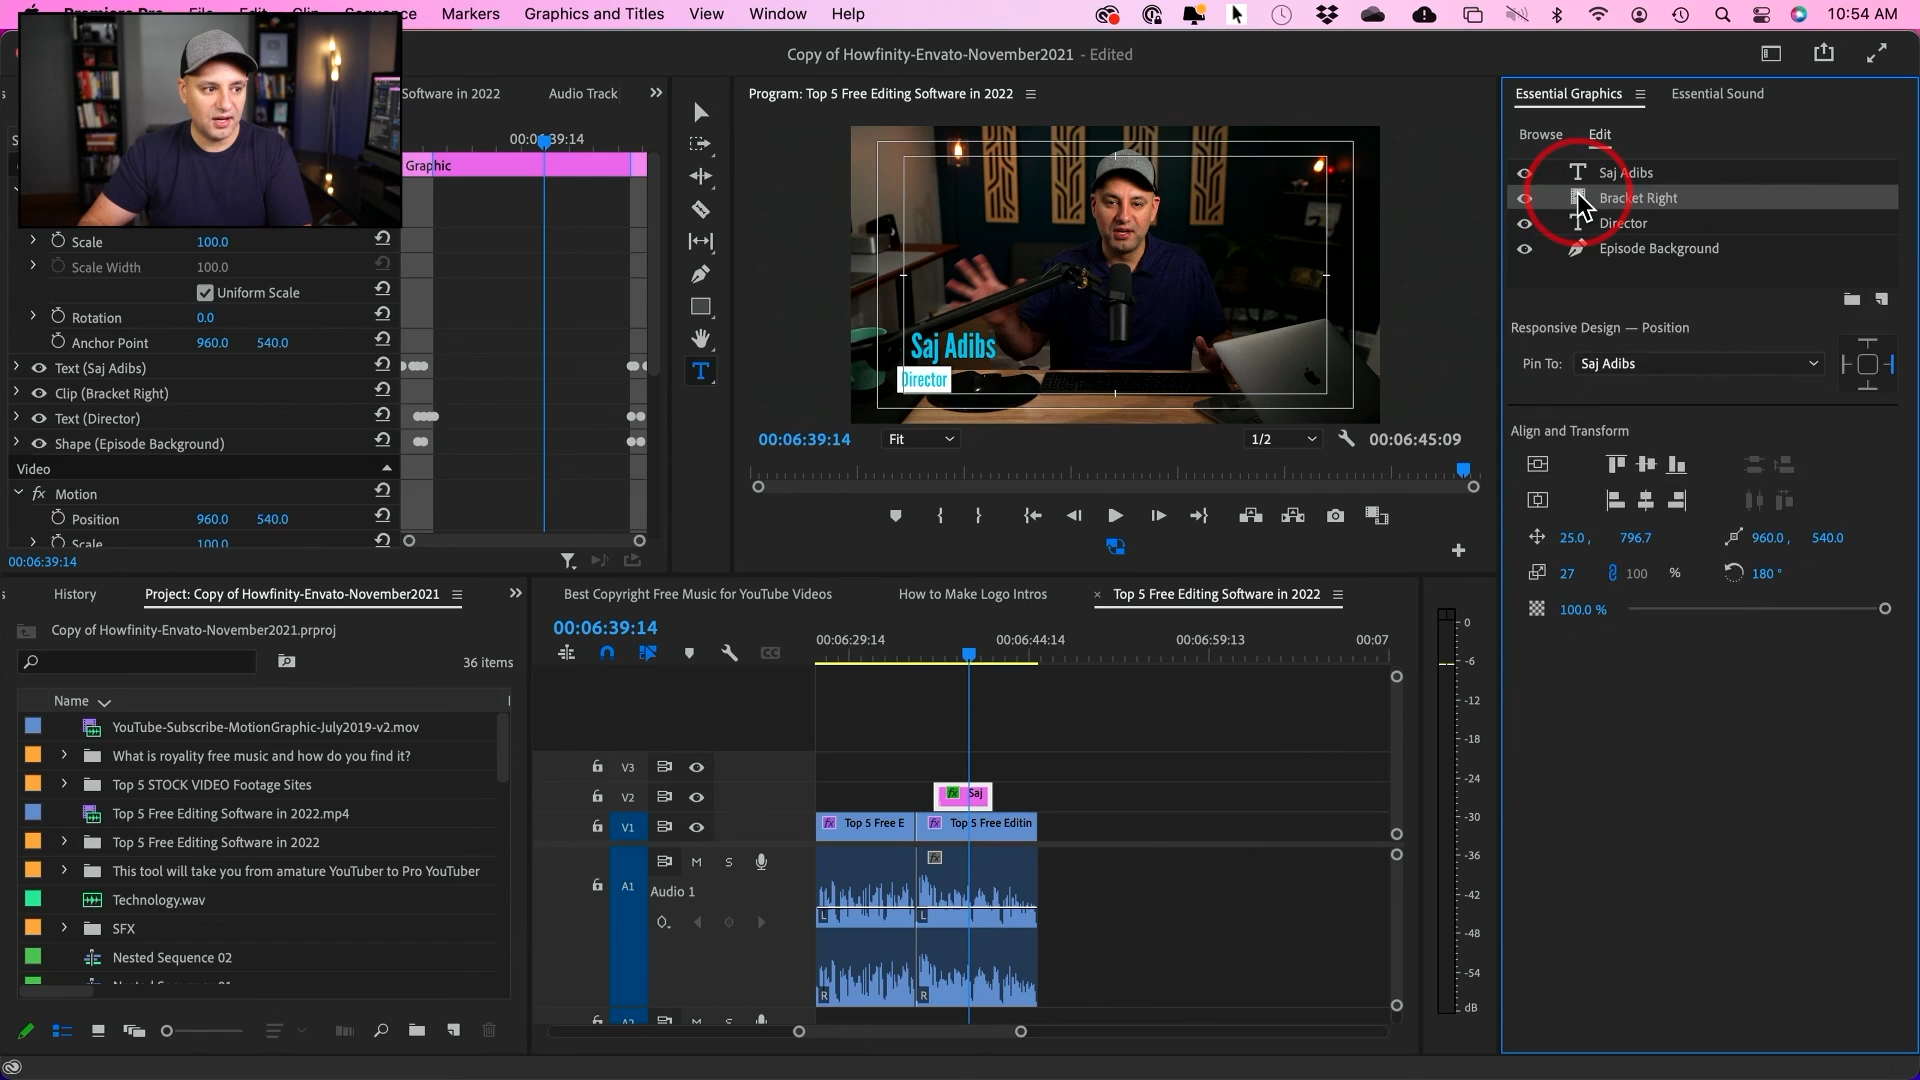 Markers
Graphics and Titles
View
Window
Help
10:54 AM
Copy of Howfinity-Envato-November2021 - Edited
Software in 2022
Audio Track
Program: Top 5 Free Editing Software in 2022
Essential Graphics
Essential Sound
00:06:39:14
Browse
Edit
Graphic
Saj Adibs
Bracket Right
Director
Episode Background
Scale
100.0
Scale Width
100.0
Uniform Scale
Rotation
0.0
Anchor Point
960.0
540.0
Text (Saj Adibs)
Clip (Bracket Right)
Text (Director)
Shape (Episode Background)
Video
fx
Motion
Position
960.0
540.0
Scale
100.0
00:06:39:14
Saj Adibs
Director
00:06:39:14
Fit
1/2
00:06:45:09
Responsive Design — Position
Pin To:
Saj Adibs
Align and Transform
25.0 ,
796.7
960.0 ,
540.0
27
100
%
180 °
100.0 %
History
Project: Copy of Howfinity-Envato-November2021
Copy of Howfinity-Envato-November2021.prproj
36 items
Name
YouTube-Subscribe-MotionGraphic-July2019-v2.mov
What is royality free music and how do you find it?
Top 5 STOCK VIDEO Footage Sites
Top 5 Free Editing Software in 2022.mp4
Top 5 Free Editing Software in 2022
This tool will take you from amature YouTuber to Pro YouTuber
Technology.wav
SFX
Nested Sequence 02
Best Copyright Free Music for YouTube Videos
How to Make Logo Intros
× Top 5 Free Editing Software in 2022
00:06:39:14
00:06:29:14
00:06:44:14
00:06:59:13
00:07
V3
V2
fx Saj
V1
fx Top 5 Free E
fx Top 5 Free Editin
A1
M
S
Audio 1
fx
L
L
R
R
A2
M
S
0
-6
-12
-18
-24
-30
-36
-42
-48
-54
dB